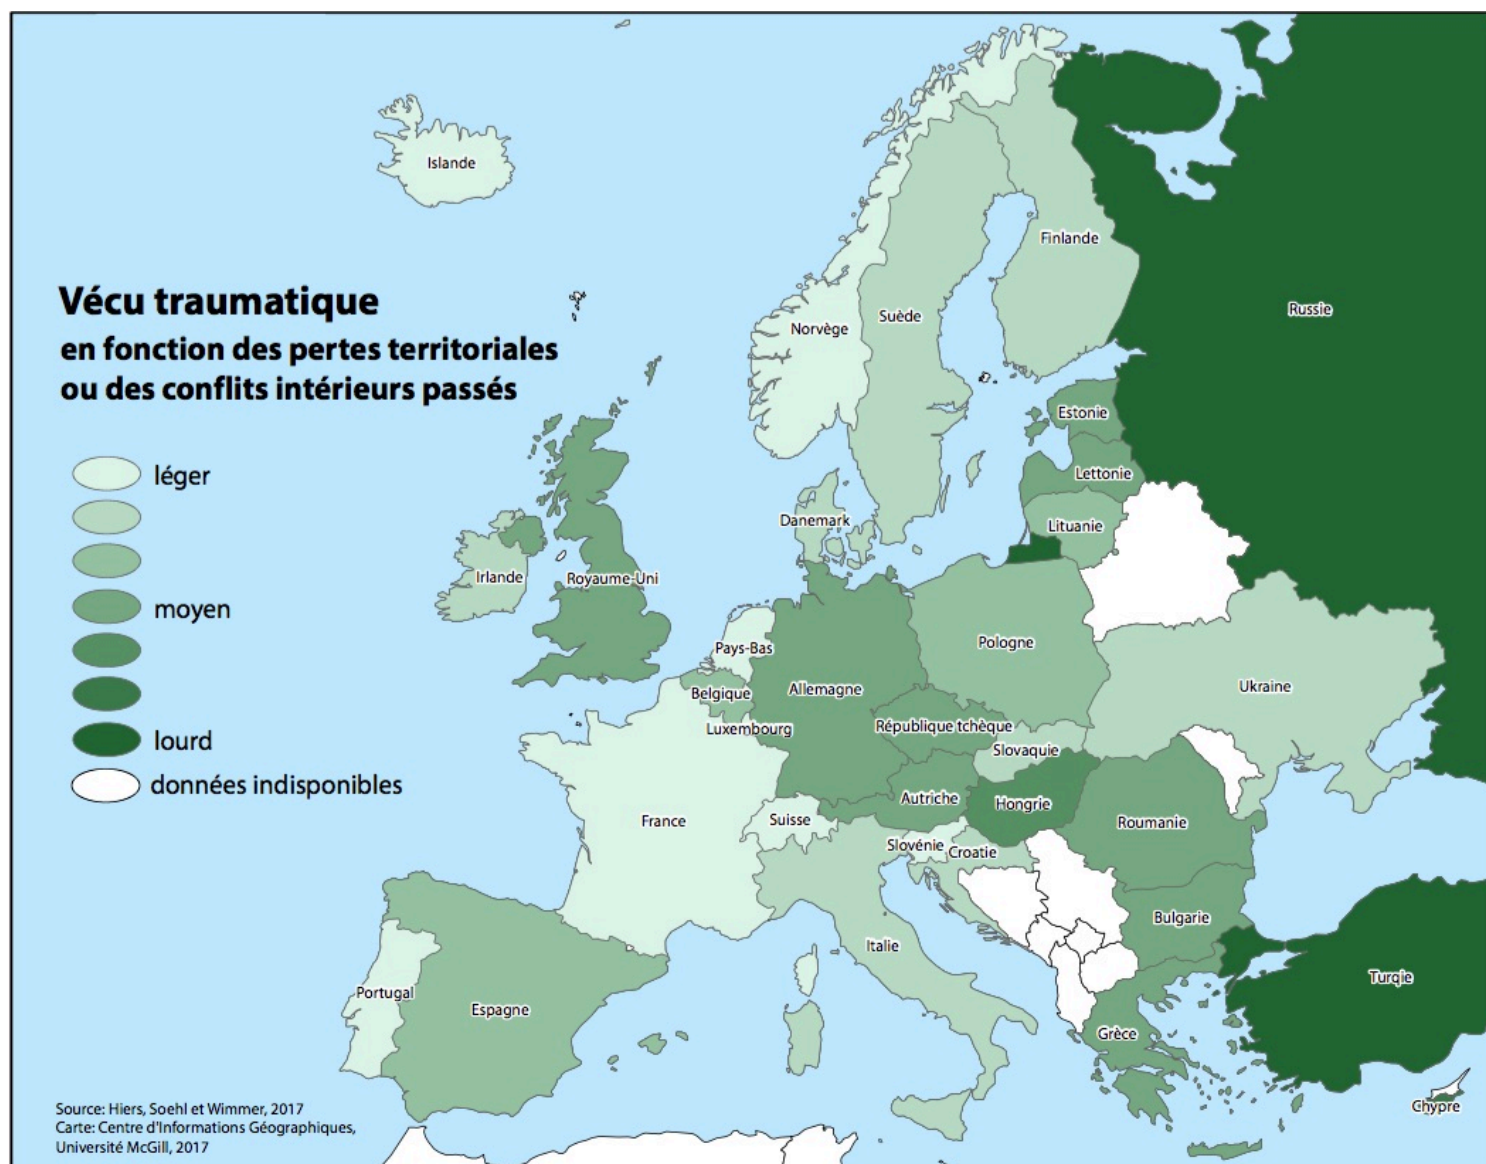 Vécu traumatique
en fonction des pertes territoriales
ou des conflits intérieurs passés
léger
moyen
lourd
données indisponibles
Islande
Norvège
Suède
Finlande
Russie
Estonie
Lettonie
Lituanie
Danemark
Irlande
Royaume-Uni
Pays-Bas
Belgique
Luxembourg
Allemagne
Pologne
République tchèque
Slovaquie
Ukraine
Autriche
Hongrie
Roumanie
France
Suisse
Slovénie
Croatie
Bulgarie
Italie
Portugal
Espagne
Grèce
Turqie
Chypre
Source: Hiers, Soehl et Wimmer, 2017
Carte: Centre d'Informations Géographiques,
Université McGill, 2017